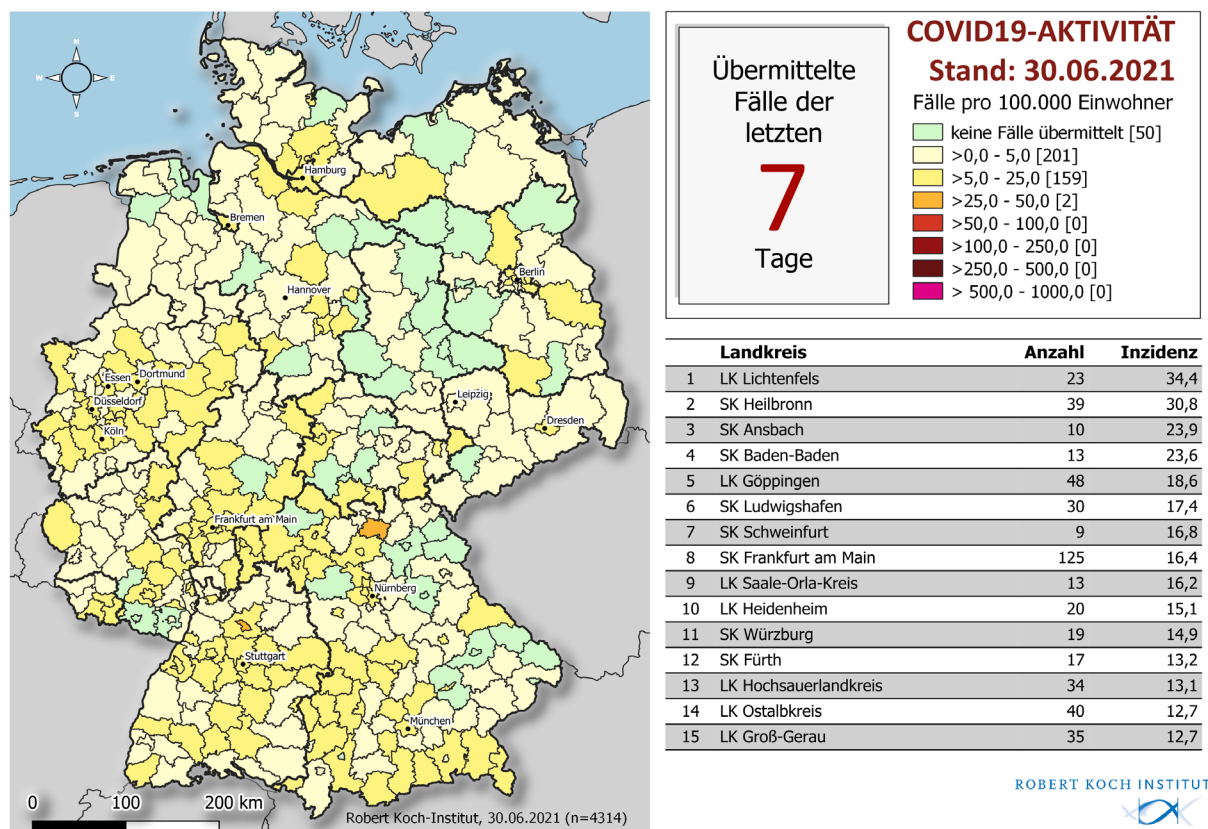 N
W
E
S
Hamburg
Bremen
Berlin
Hannover
Essen
Dortmund
Düsseldorf
Köln
Leipzig
Dresden
Frankfurt am Main
Nürnberg
Stuttgart
München
0 100 200 km
Robert Koch-Institut, 30.06.2021 (n=4314)
Übermittelte
Fälle der
letzten
7
Tage
COVID19-AKTIVITÄT
Stand: 30.06.2021
Fälle pro 100.000 Einwohner
keine Fälle übermittelt [50]
>0,0 - 5,0 [201]
>5,0 - 25,0 [159]
>25,0 - 50,0 [2]
>50,0 - 100,0 [0]
>100,0 - 250,0 [0]
>250,0 - 500,0 [0]
> 500,0 - 1000,0 [0]
Landkreis Anzahl Inzidenz
1 LK Lichtenfels 23 34,4
2 SK Heilbronn 39 30,8
3 SK Ansbach 10 23,9
4 SK Baden-Baden 13 23,6
5 LK Göppingen 48 18,6
6 SK Ludwigshafen 30 17,4
7 SK Schweinfurt 9 16,8
8 SK Frankfurt am Main 125 16,4
9 LK Saale-Orla-Kreis 13 16,2
10 LK Heidenheim 20 15,1
11 SK Würzburg 19 14,9
12 SK Fürth 17 13,2
13 LK Hochsauerlandkreis 34 13,1
14 LK Ostalbkreis 40 12,7
15 LK Groß-Gerau 35 12,7
ROBERT KOCH INSTITUT